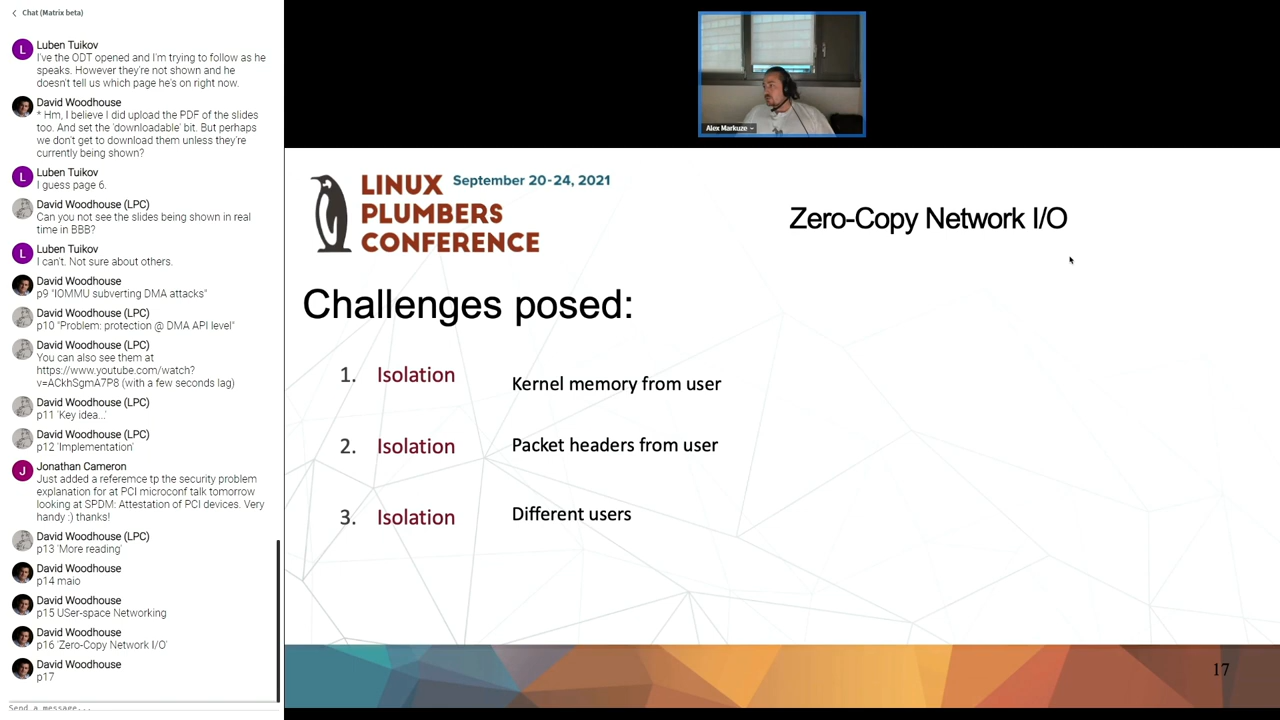 Chat (Matrix beta)
L
Luben Tuikov
I've the ODT opened and I'm trying to follow as he
speaks. However they're not shown and he
doesn't tell us which page he's on right now.
David Woodhouse
* Hm, I believe I did upload the PDF of the slides
too. And set the 'downloadable' bit. But perhaps
we don't get to download them unless they're
currently being shown?
L
Luben Tuikov
I guess page 6.
David Woodhouse (LPC)
Can you not see the slides being shown in real
time in BBB?
L
Luben Tuikov
I can't. Not sure about others.
David Woodhouse
p9 "IOMMU subverting DMA attacks"
David Woodhouse (LPC)
p10 "Problem: protection @ DMA API level"
David Woodhouse (LPC)
You can also see them at
https://www.youtube.com/watch?
v=ACkhSgmA7P8 (with a few seconds lag)
David Woodhouse (LPC)
p11 'Key idea...'
David Woodhouse (LPC)
p12 'Implementation'
J
Jonathan Cameron
Just added a referemce tp the security problem
explanation for at PCI microconf talk tomorrow
looking at SPDM: Attestation of PCI devices. Very
handy :) thanks!
David Woodhouse (LPC)
p13 'More reading'
David Woodhouse
p14 maio
David Woodhouse
p15 USer-space Networking
David Woodhouse
p16 'Zero-Copy Network I/O'
David Woodhouse
p17
Send a message...
Alex Markuze
LINUX September 20-24, 2021
PLUMBERS
CONFERENCE
Zero-Copy Network I/O
Challenges posed:
1. Isolation Kernel memory from user
2. Isolation Packet headers from user
3. Isolation Different users
17